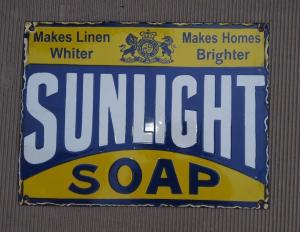 Makes Linen
Whiter
Makes Homes
Brighter
SUNLIGHT
SOAP